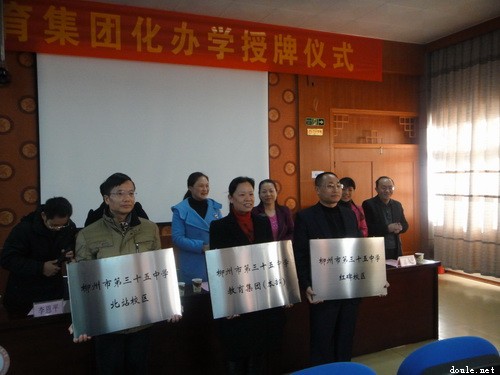 育集团化办学授牌仪式
柳州市第三十五中学
北站校区
柳州市第三十五中学
教育集团(本部)
柳州市第三十五中学
红碑校区
donle.net